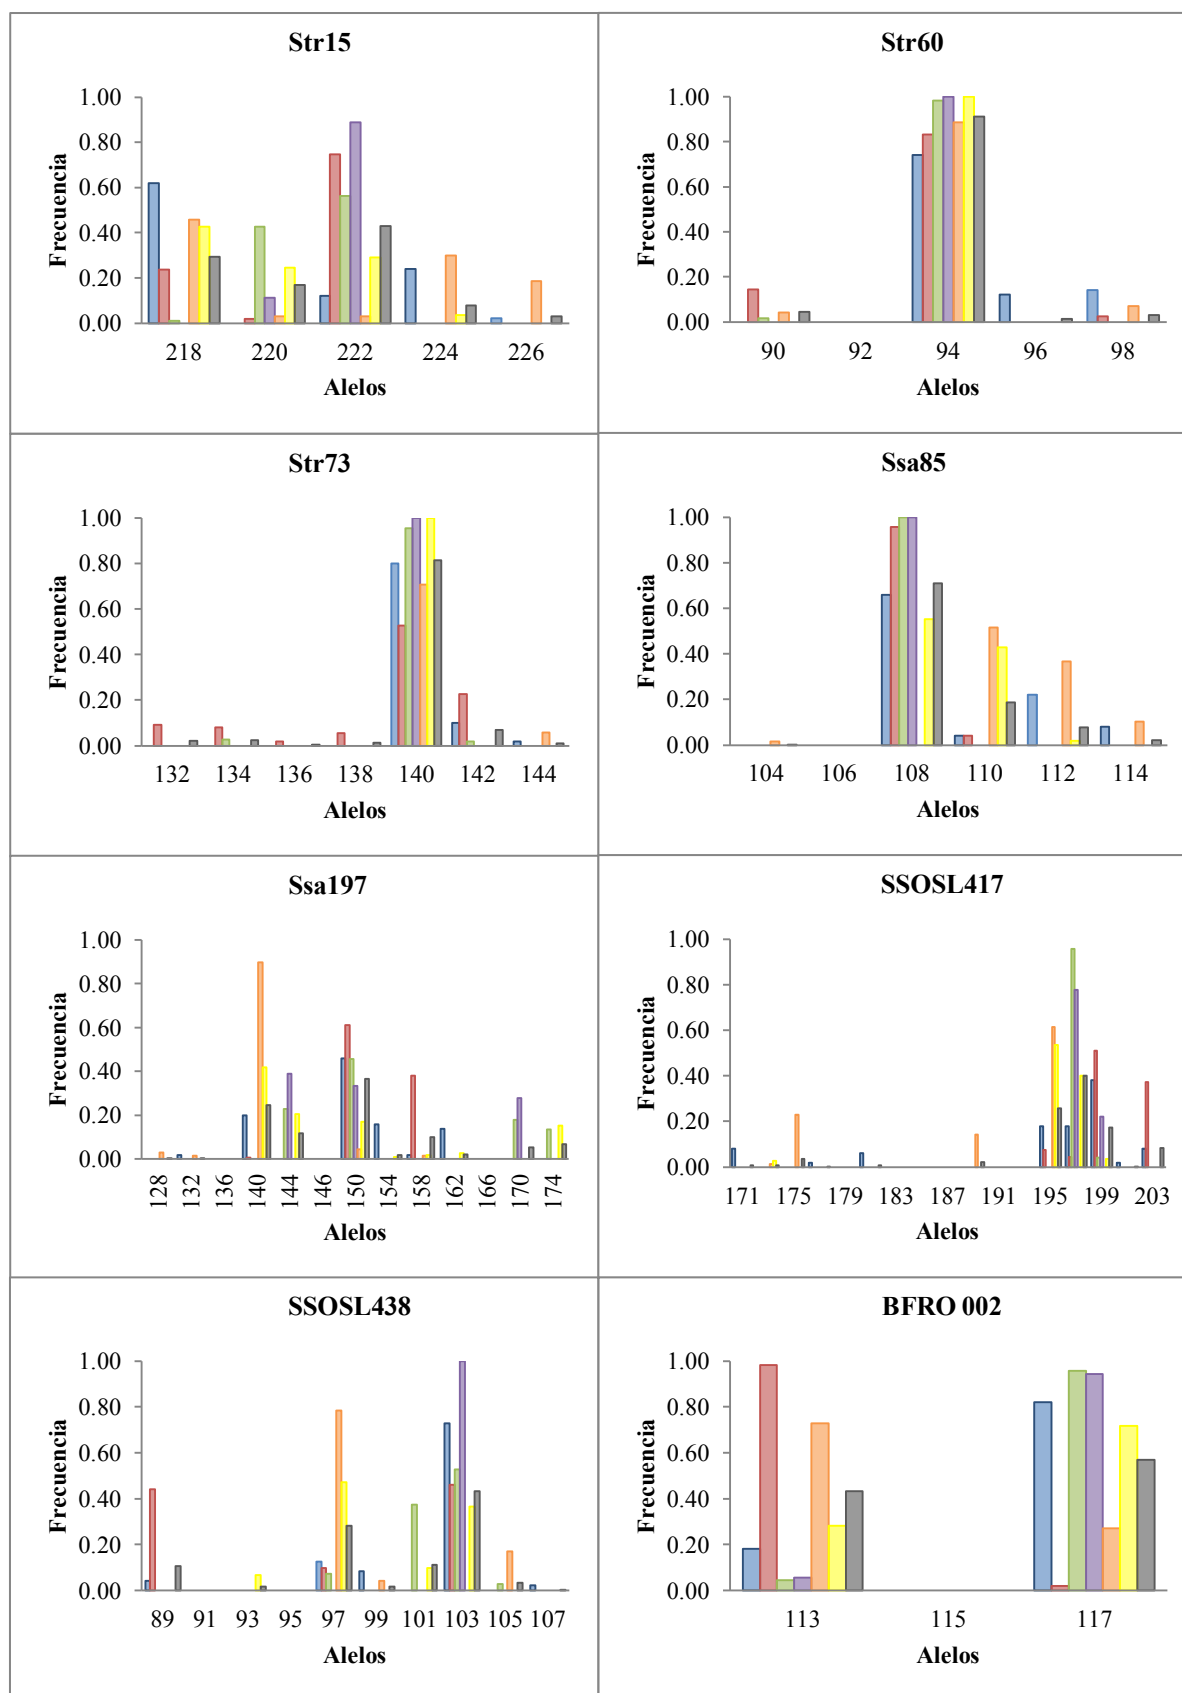 Str15
Frecuencia
1.00
0.80
0.60
0.40
0.20
0.00
218 220 222 224 226
Alelos
Str60
Frecuencia
1.00
0.80
0.60
0.40
0.20
0.00
90 92 94 96 98
Alelos
Str73
Frecuencia
1.00
0.80
0.60
0.40
0.20
0.00
132 134 136 138 140 142 144
Alelos
Ssa85
Frecuencia
1.00
0.80
0.60
0.40
0.20
0.00
104 106 108 110 112 114
Alelos
Ssa197
Frecuencia
1.00
0.80
0.60
0.40
0.20
0.00
128 132 136 140 144 146 150 154 158 162 166 170 174
Alelos
SSOSL417
Frecuencia
1.00
0.80
0.60
0.40
0.20
0.00
171 175 179 183 187 191 195 199 203
Alelos
SSOSL438
Frecuencia
1.00
0.80
0.60
0.40
0.20
0.00
89 91 93 95 97 99 101 103 105 107
Alelos
BFRO 002
Frecuencia
1.00
0.80
0.60
0.40
0.20
0.00
113 115 117
Alelos